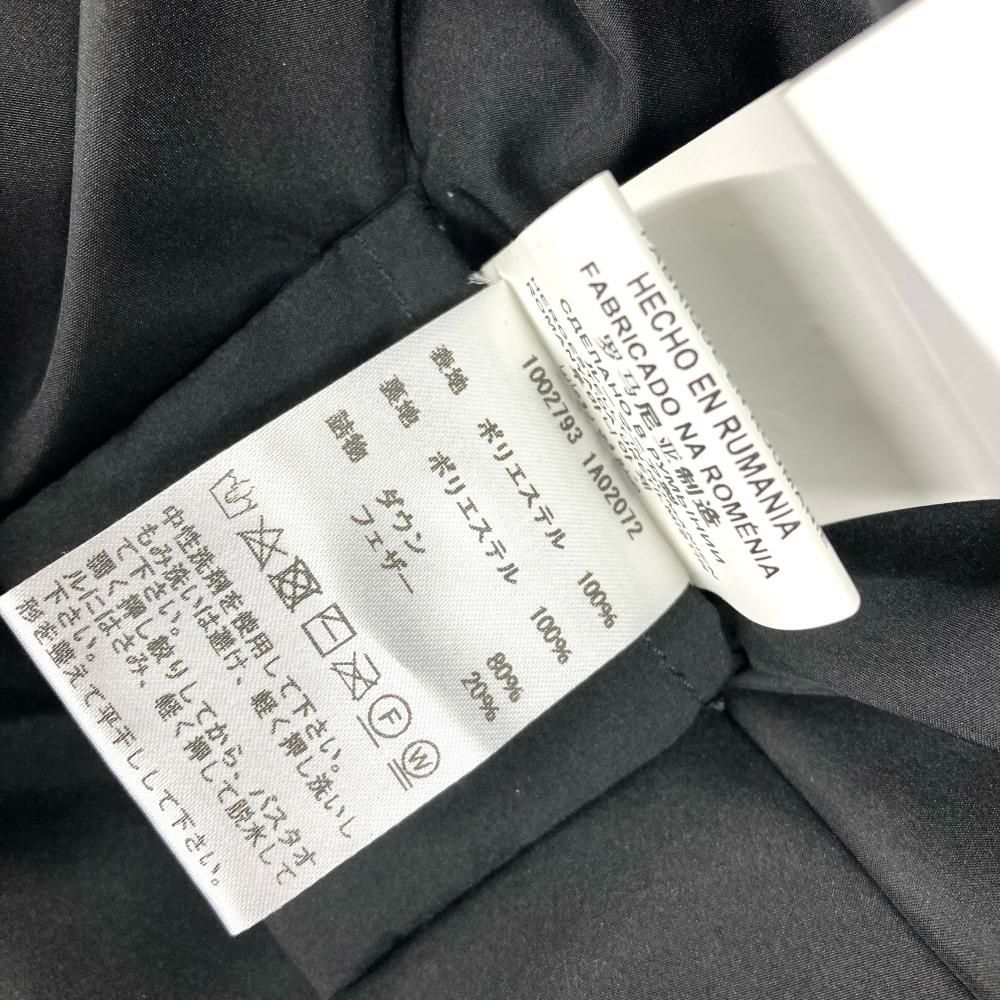 HECHO EN RUMANIA
FABRICADO NA ROMÉNIA
罗马尼亚制造
СДЕЛАНО В РУМЕНИИ
1002793 1A02072
表地 ポリエステル 100%
裏地 ポリエステル 100%
詰物 ダウン 80%
フェザー 20%
F
W
中性洗剤を使用して下さい。
もみ洗いは避け、軽く押し洗いし
て下さい。
軽く押し絞りしてから、バスタオ
ルにはさみ、軽く押して脱水して
下さい。
形を整えて平干しして下さい。